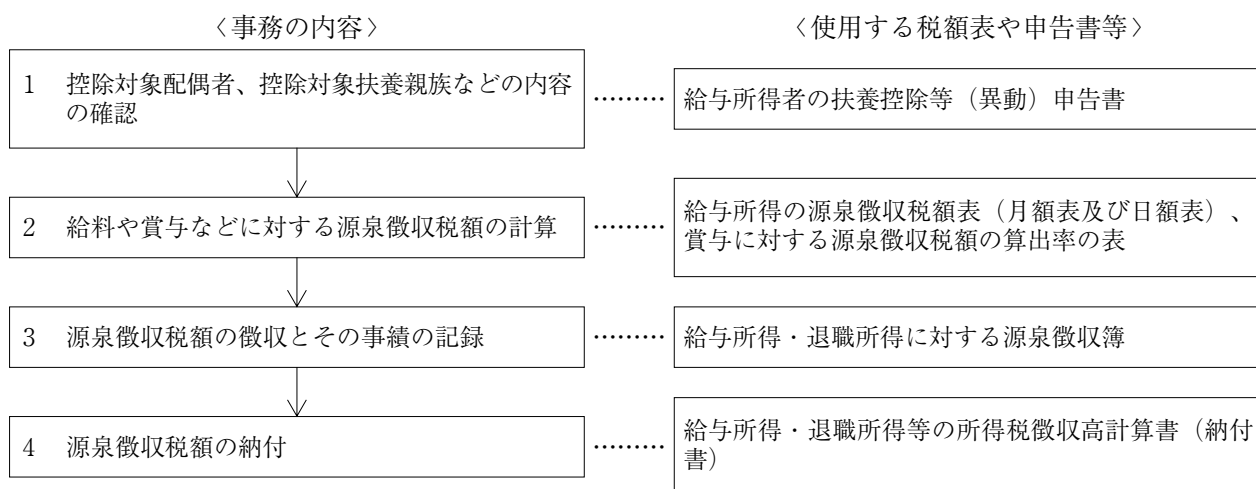 〈事務の内容〉
〈使用する税額表や申告書等〉
1 控除対象配偶者、控除対象扶養親族などの内容
の確認
………
給与所得者の扶養控除等（異動）申告書
2 給料や賞与などに対する源泉徴収税額の計算
………
給与所得の源泉徴収税額表（月額表及び日額表）、
賞与に対する源泉徴収税額の算出率の表
3 源泉徴収税額の徴収とその事績の記録
………
給与所得・退職所得に対する源泉徴収簿
4 源泉徴収税額の納付
………
給与所得・退職所得等の所得税徴収高計算書（納付
書）